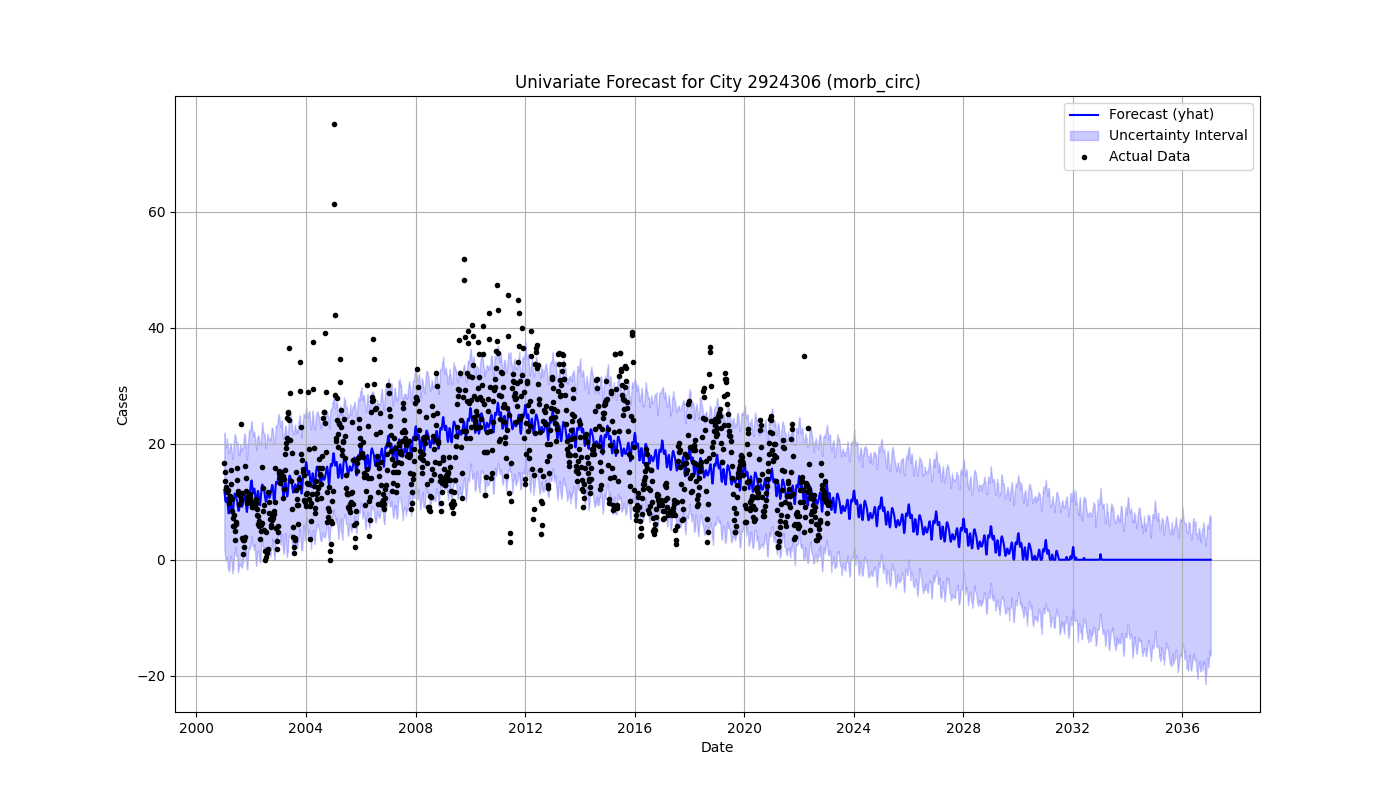 Univariate Forecast for City 2924306 (morb_circ)
Forecast (yhat)
Uncertainty Interval
Actual Data
Cases
60
40
20
0
−20
2000 2004 2008 2012 2016 2020 2024 2028 2032 2036
Date